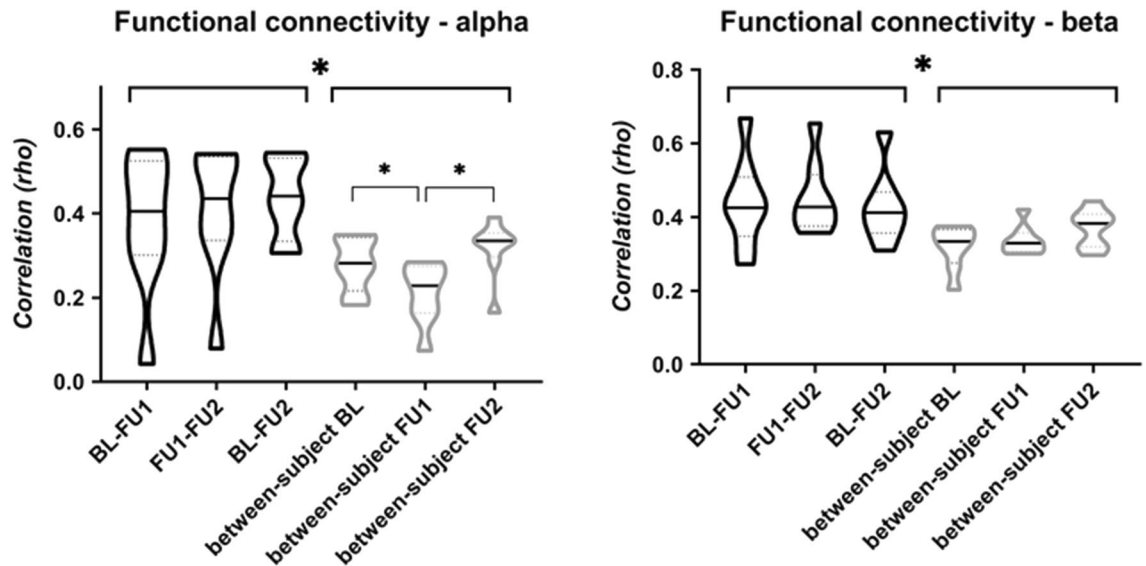 Functional connectivity - alpha
*
Correlation (rho)
0.6
0.4
0.2
0.0
*
*
BL-FU1
FU1-FU2
BL-FU2
between-subject BL
between-subject FU1
between-subject FU2
Functional connectivity - beta
*
Correlation (rho)
0.8
0.6
0.4
0.2
0.0
BL-FU1
FU1-FU2
BL-FU2
between-subject BL
between-subject FU1
between-subject FU2